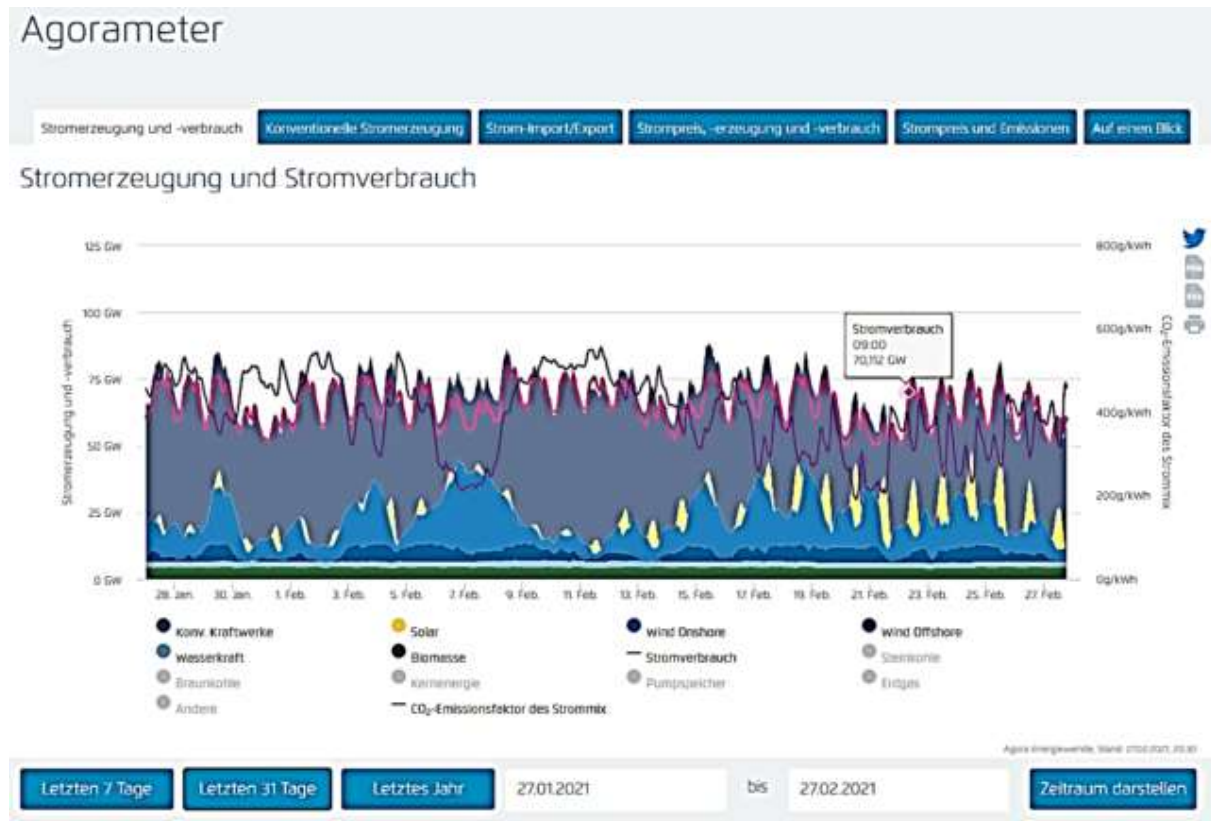 Agorameter
Stromerzeugung und -verbrauch Konventionelle Stromerzeugung Strom-Import/Export Strompreis, -erzeugung und -verbrauch Strompreis und Emissionen Auf einen Blick
Stromerzeugung und Stromverbrauch
125 GW 800g/kWh
100 GW 600g/kWh
Stromverbrauch
09:00
70,112 GW
75 GW
400g/kWh
50 GW
200g/kWh
25 GW
0 GW 0g/kWh
Stromerzeugung und -verbrauch
CO₂-Emissionsfaktor des Strommix
28. Jan. 30. Jan. 1. Feb. 3. Feb. 5. Feb. 7. Feb. 9. Feb. 11. Feb. 13. Feb. 15. Feb. 17. Feb. 19. Feb. 21. Feb. 23. Feb. 25. Feb. 27. Feb.
Konv. Kraftwerke Solar Wind Onshore Wind Offshore
Wasserkraft Biomasse Stromverbrauch Steinkohle
Braunkohle Kernenergie Pumpspeicher Erdgas
Andere CO₂-Emissionsfaktor des Strommix
Agora Energiewende, Stand: 27.02.2021,
Letzten 7 Tage Letzten 31 Tage Letztes Jahr 27.01.2021 bis 27.02.2021 Zeitraum darstellen